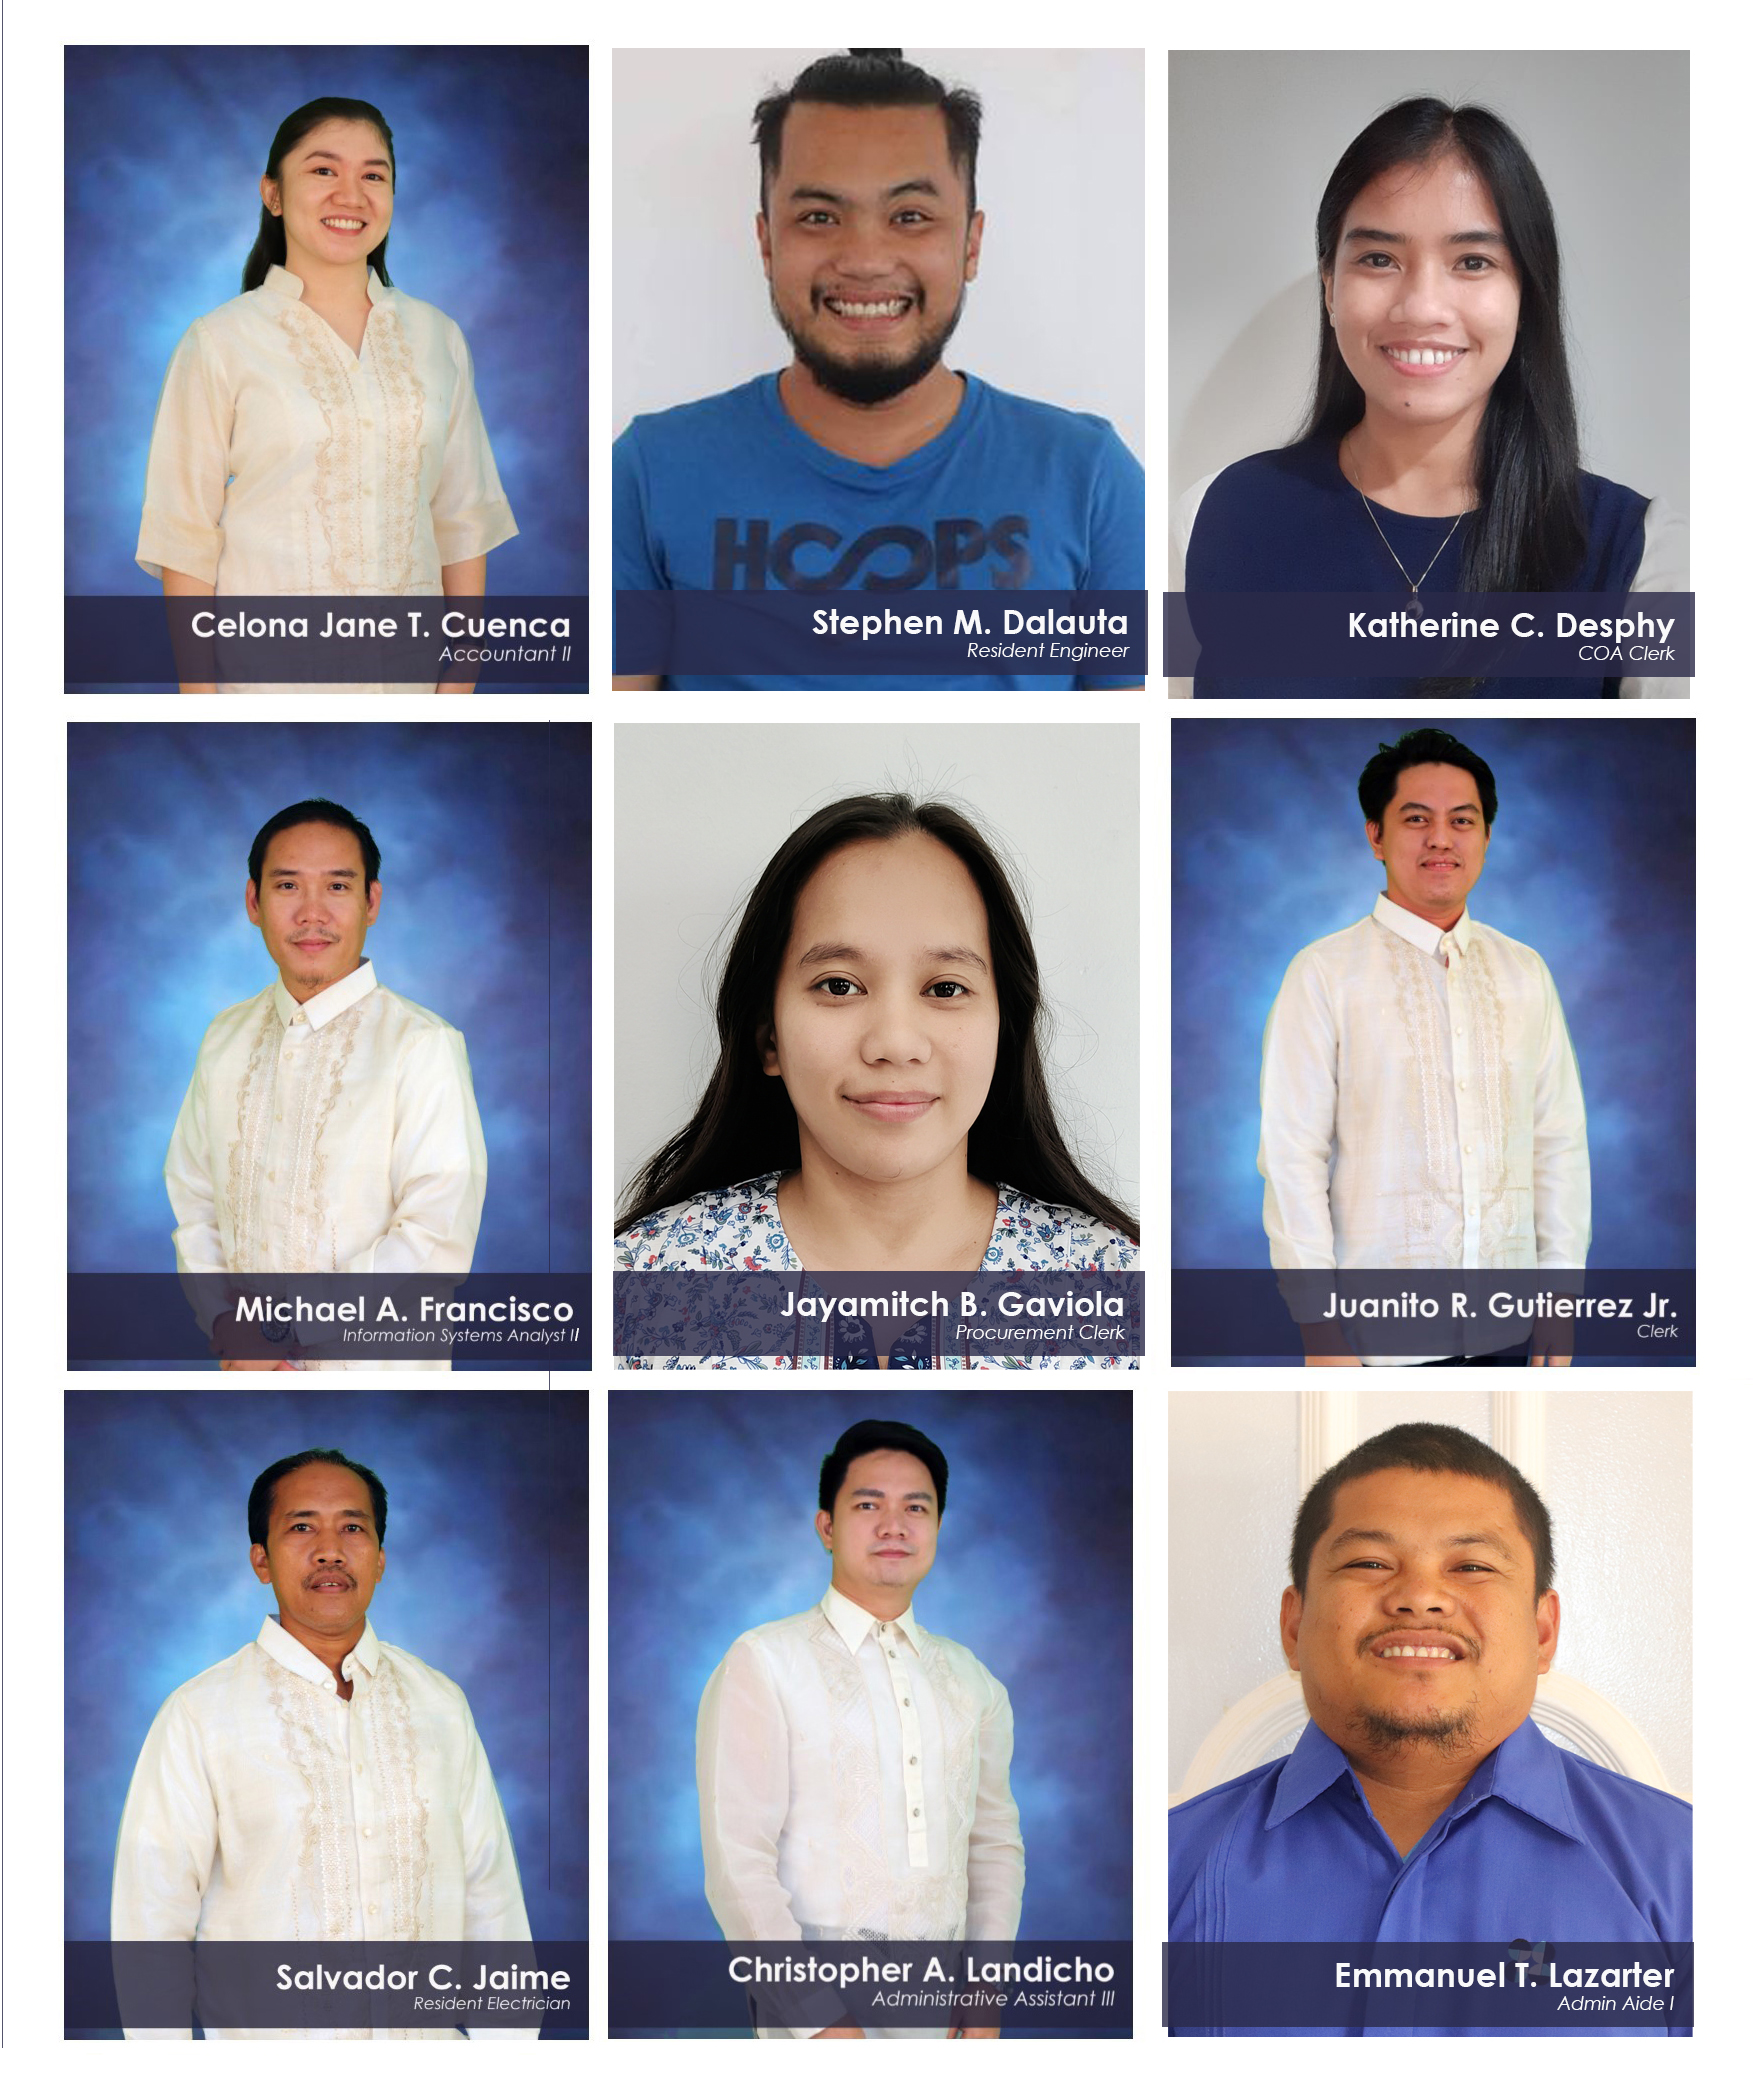 Celona Jane T. Cuenca
Accountant II
HOOPS
Stephen M. Dalauta
Resident Engineer
Katherine C. Desphy
COA Clerk
Michael A. Francisco
Information Systems Analyst II
Jayamitch B. Gaviola
Procurement Clerk
Juanito R. Gutierrez Jr.
Clerk
Salvador C. Jaime
Resident Electrician
Christopher A. Landicho
Administrative Assistant III
Emmanuel T. Lazarter
Admin Aide I